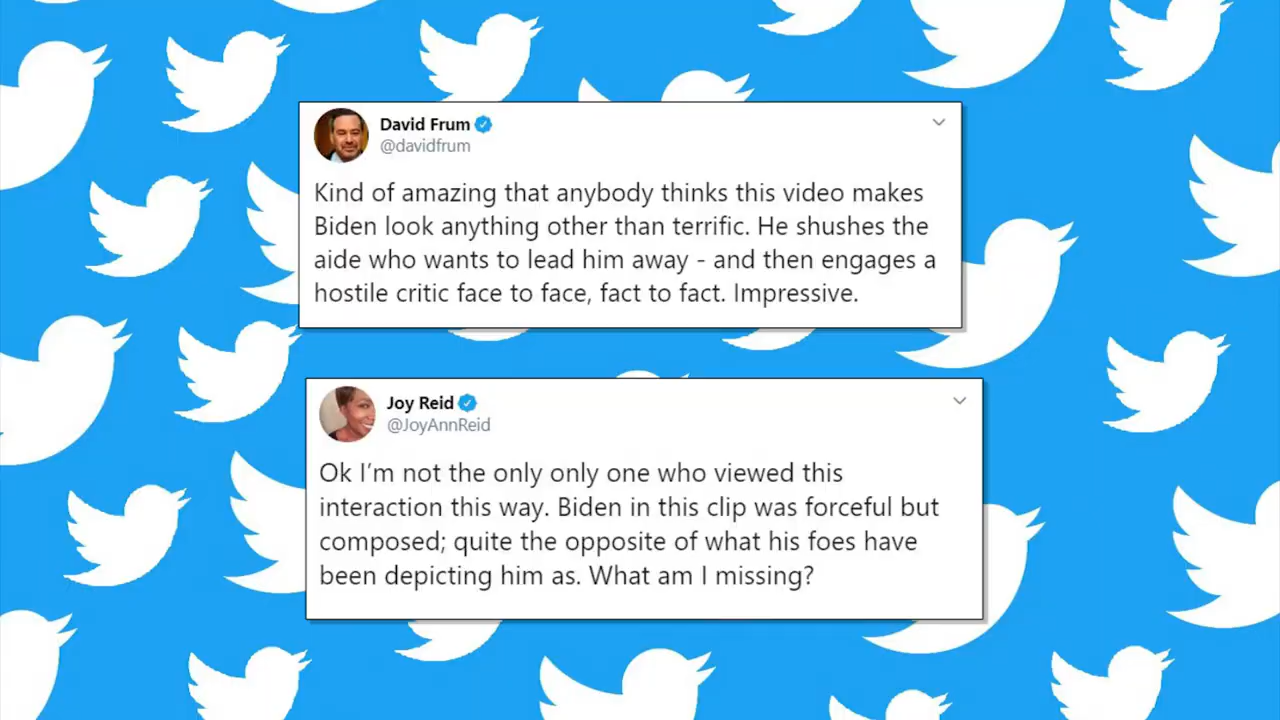 David Frum
@davidfrum
Kind of amazing that anybody thinks this video makes
Biden look anything other than terrific. He shushes the
aide who wants to lead him away - and then engages a
hostile critic face to face, fact to fact. Impressive.
Joy Reid
@JoyAnnReid
Ok I’m not the only only one who viewed this
interaction this way. Biden in this clip was forceful but
composed; quite the opposite of what his foes have
been depicting him as. What am I missing?